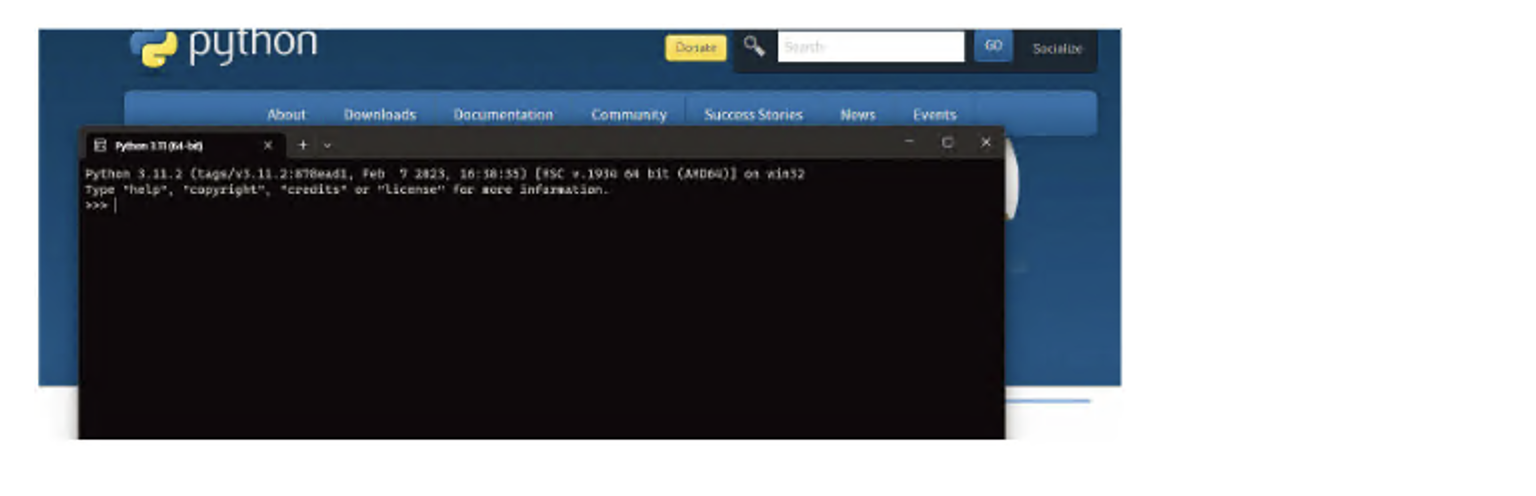 python
Donate
Search
GO
Socialize
About Downloads Documentation Community Success Stories News Events
Python 3.11 (64-bit)
Python 3.11.2 (tags/v3.11.2:878ead1, Feb 7 2023, 16:38:35) [MSC v.1934 64 bit (AMD64)] on win32
Type "help", "copyright", "credits" or "license" for more information.
>>>